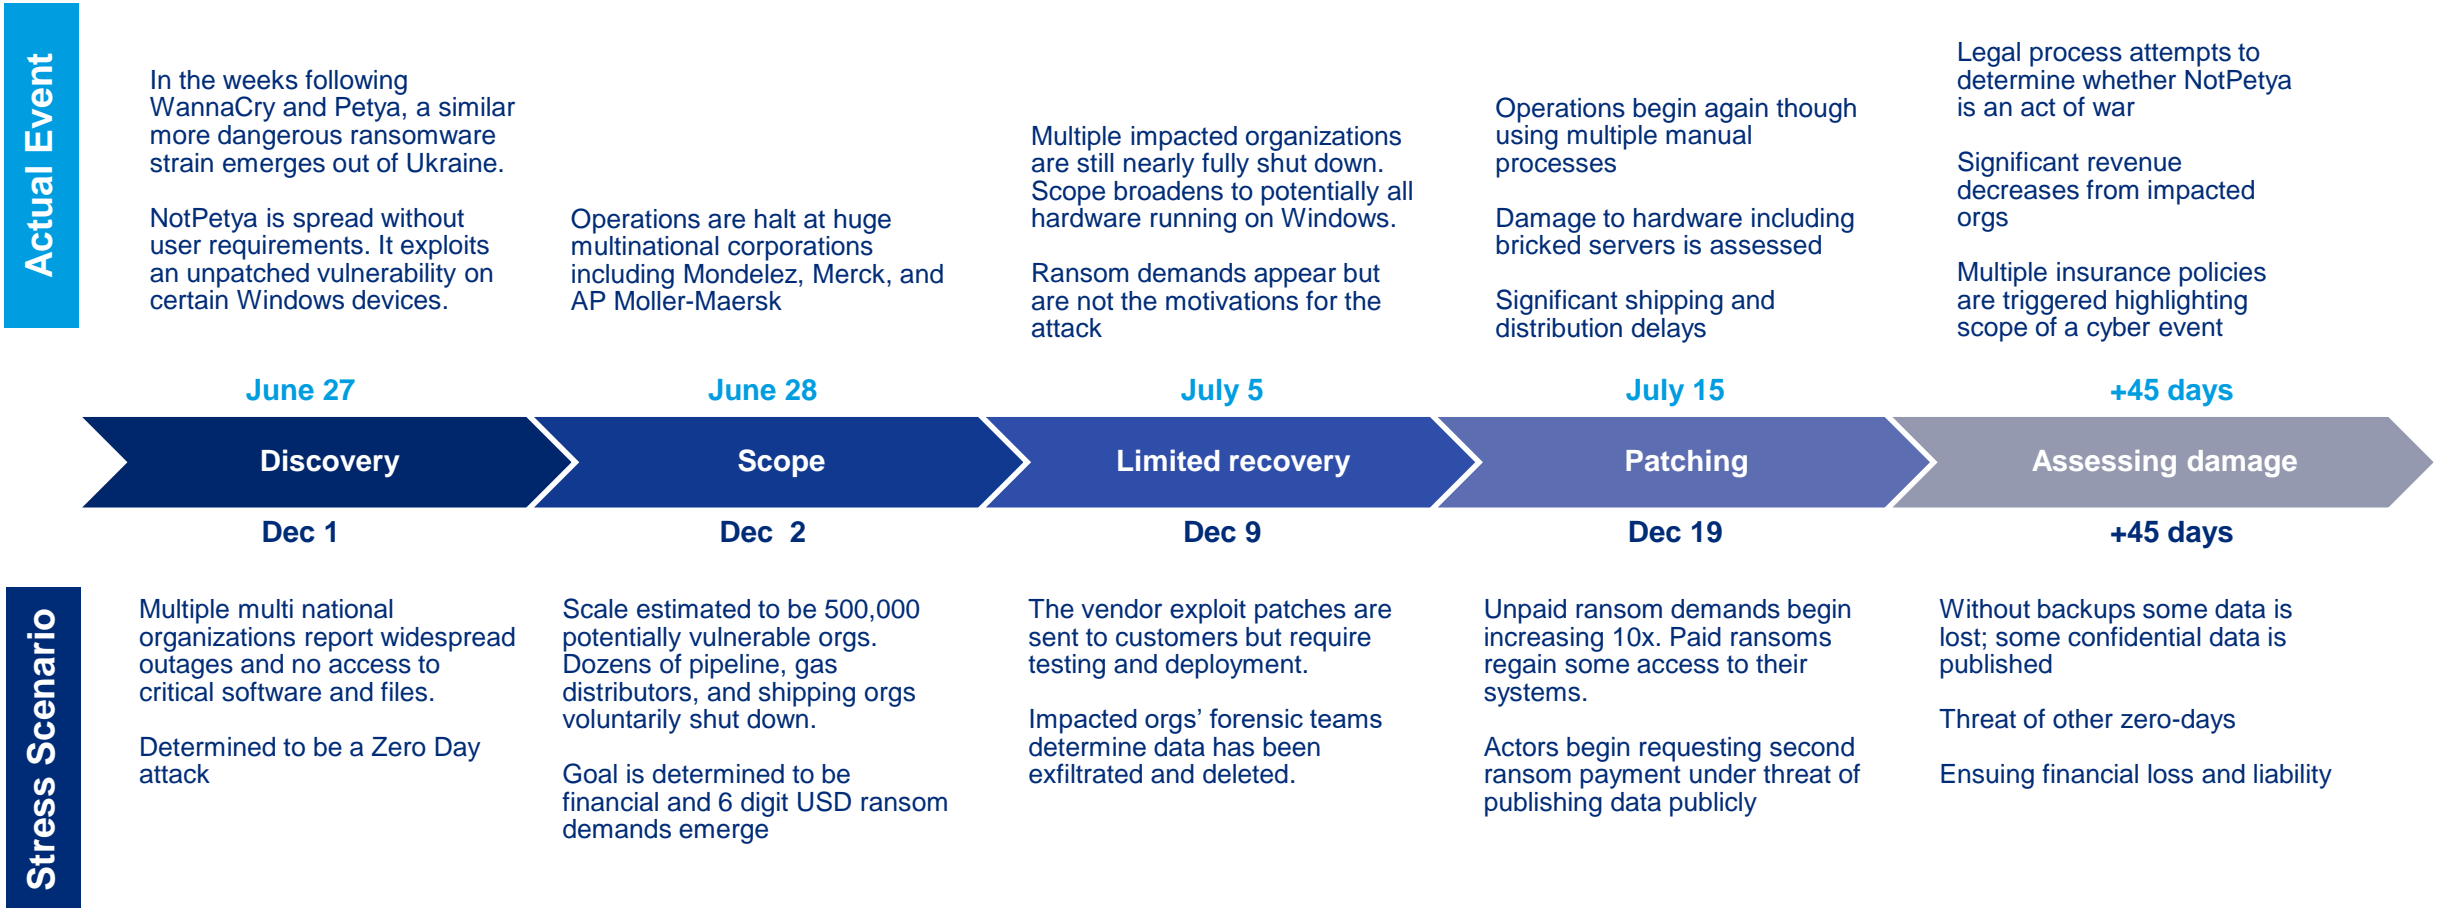 Actual Event
In the weeks following
WannaCry and Petya, a similar
more dangerous ransomware
strain emerges out of Ukraine.
NotPetya is spread without
user requirements. It exploits
an unpatched vulnerability on
certain Windows devices.
Operations are halt at huge
multinational corporations
including Mondelez, Merck, and
AP Moller-Maersk
Multiple impacted organizations
are still nearly fully shut down.
Scope broadens to potentially all
hardware running on Windows.
Ransom demands appear but
are not the motivations for the
attack
Operations begin again though
using multiple manual
processes
Damage to hardware including
bricked servers is assessed
Significant shipping and
distribution delays
Legal process attempts to
determine whether NotPetya
is an act of war
Significant revenue
decreases from impacted
orgs
Multiple insurance policies
are triggered highlighting
scope of a cyber event
June 27
June 28
July 5
July 15
+45 days
Discovery
Scope
Limited recovery
Patching
Assessing damage
Dec 1
Dec 2
Dec 9
Dec 19
+45 days
Stress Scenario
Multiple multi national
organizations report widespread
outages and no access to
critical software and files.
Determined to be a Zero Day
attack
Scale estimated to be 500,000
potentially vulnerable orgs.
Dozens of pipeline, gas
distributors, and shipping orgs
voluntarily shut down.
Goal is determined to be
financial and 6 digit USD ransom
demands emerge
The vendor exploit patches are
sent to customers but require
testing and deployment.
Impacted orgs’ forensic teams
determine data has been
exfiltrated and deleted.
Unpaid ransom demands begin
increasing 10x. Paid ransoms
regain some access to their
systems.
Actors begin requesting second
ransom payment under threat of
publishing data publicly
Without backups some data is
lost; some confidential data is
published
Threat of other zero-days
Ensuing financial loss and liability